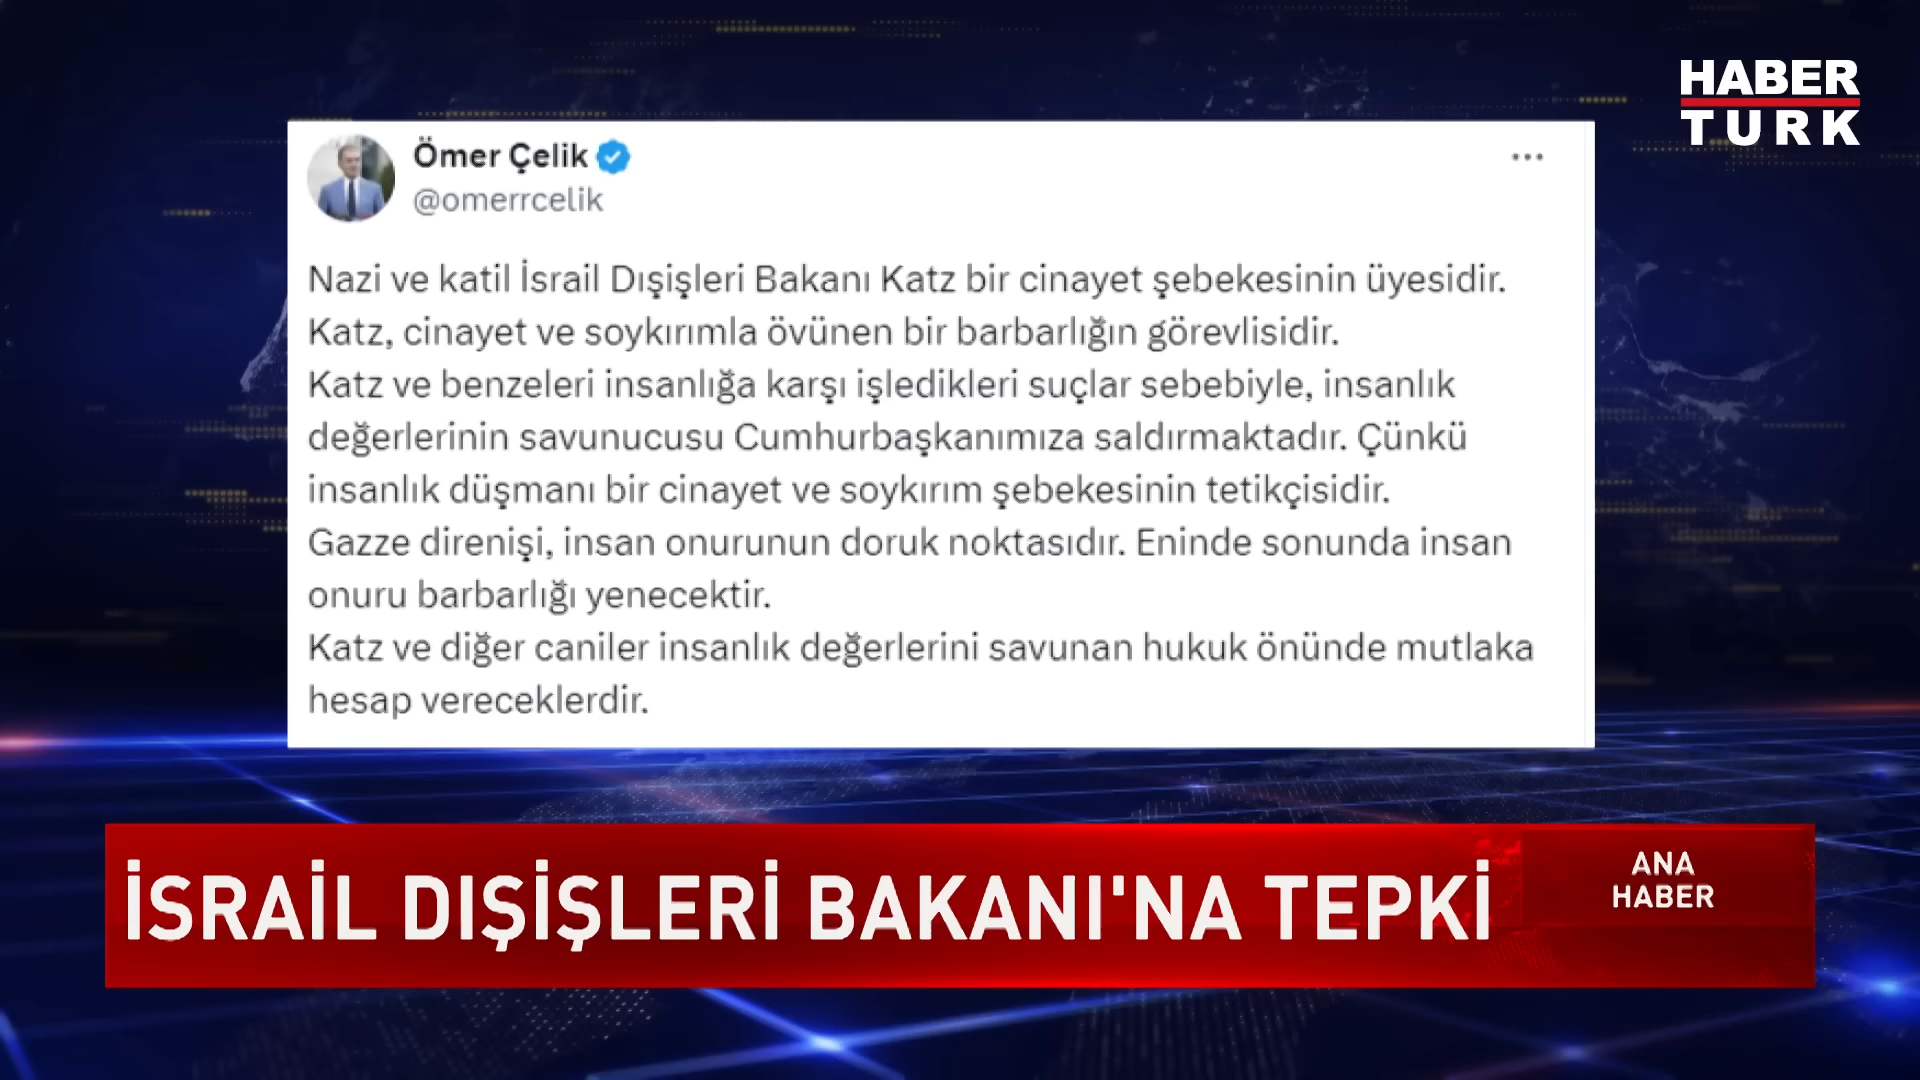 HABER
TURK
Ömer Çelik
@omerrcelik
Nazi ve katil İsrail Dışişleri Bakanı Katz bir cinayet şebekesinin üyesidir.
Katz, cinayet ve soykırımla övünen bir barbarlığın görevlisidir.
Katz ve benzeleri insanlığa karşı işledikleri suçlar sebebiyle, insanlık
değerlerinin savunucusu Cumhurbaşkanımıza saldırmaktadır. Çünkü
insanlık düşmanı bir cinayet ve soykırım şebekesinin tetikçisidir.
Gazze direnişi, insan onurunun doruk noktasıdır. Eninde sonunda insan
onuru barbarlığı yenecektir.
Katz ve diğer caniler insanlık değerlerini savunan hukuk önünde mutlaka
hesap vereceklerdir.
İSRAİL DIŞİŞLERİ BAKANI'NA TEPKİ
ANA
HABER